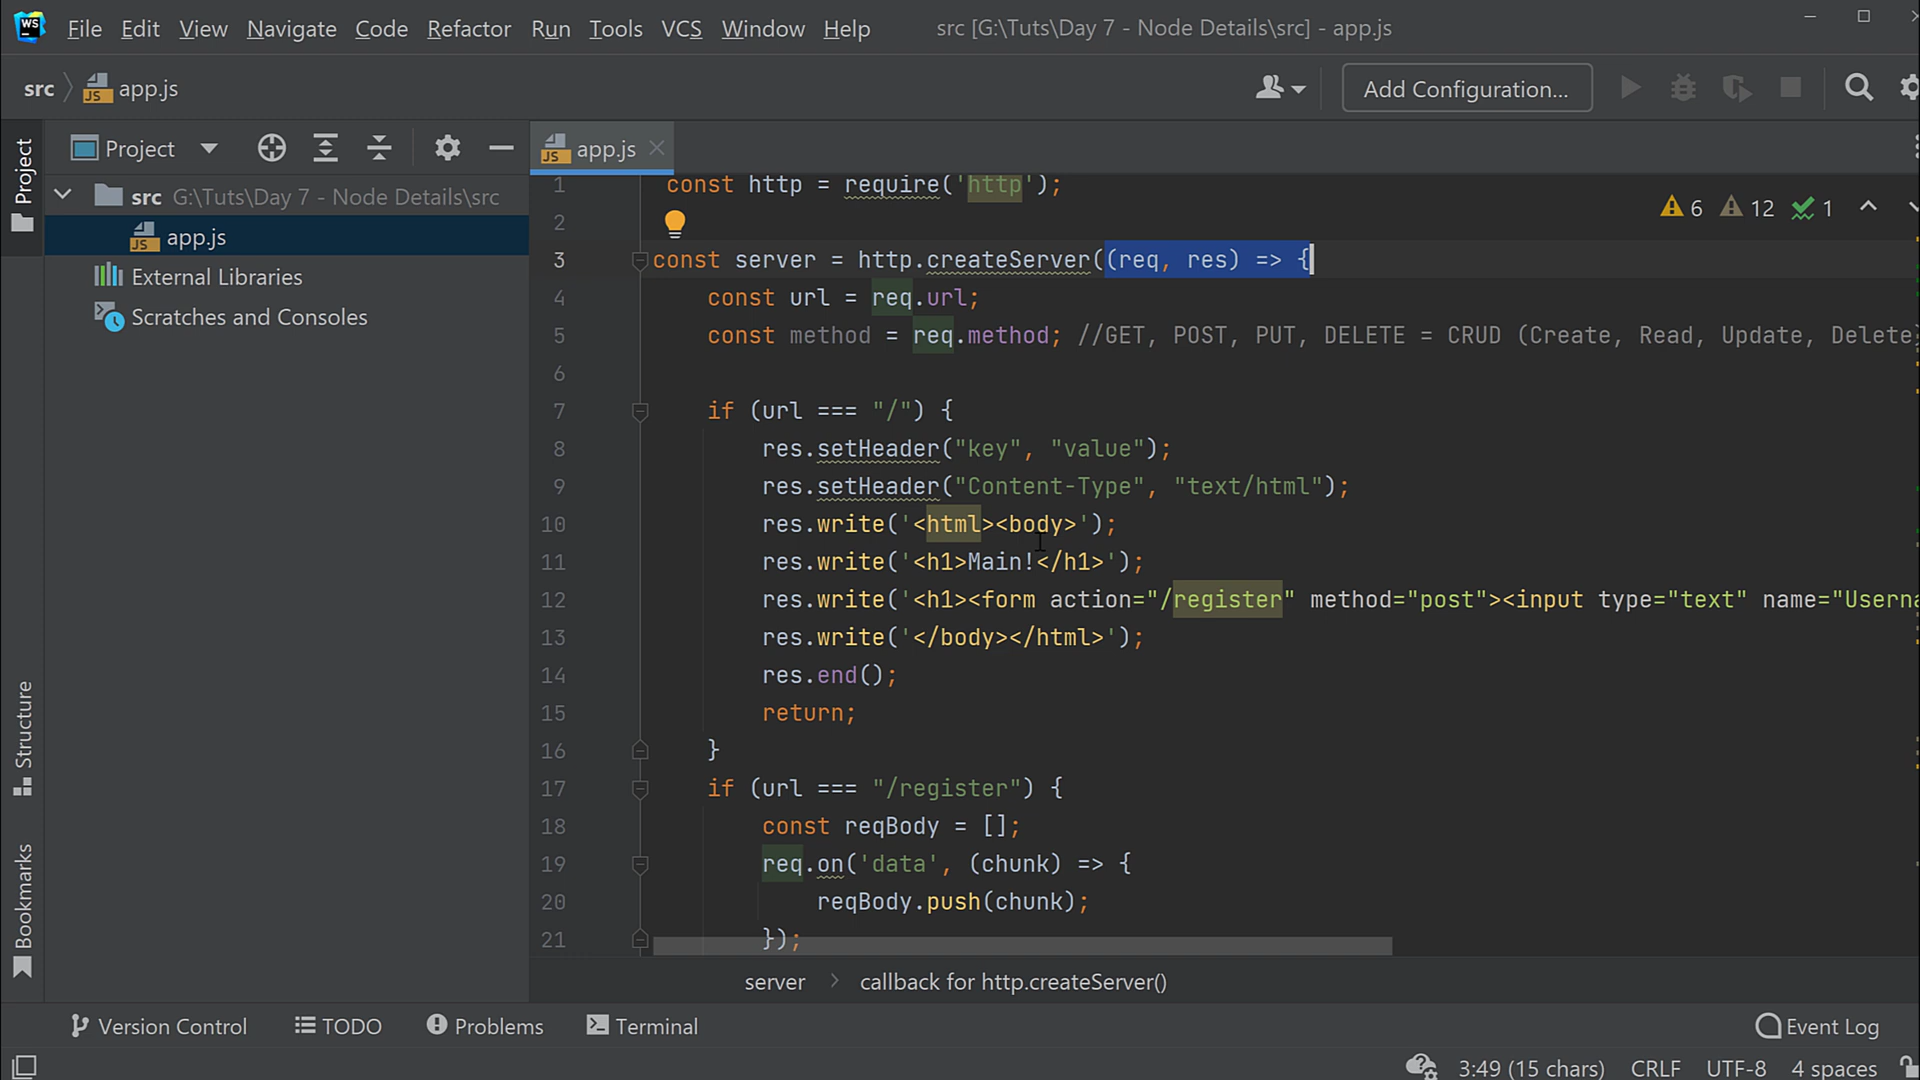 WS File Edit View Navigate Code Refactor Run Tools VCS Window Help src [G:\Tuts\Day 7 - Node Details\src] - app.js
src app.js Add Configuration...
Project
Project
app.js
src G:\Tuts\Day 7 - Node Details\src
app.js
External Libraries
Scratches and Consoles
Structure
Bookmarks
6 12 1
1 const http = require('http');
2
3 const server = http.createServer((req, res) => {
4 const url = req.url;
5 const method = req.method; //GET, POST, PUT, DELETE = CRUD (Create, Read, Update, Delete)
6
7 if (url === "/") {
8 res.setHeader("key", "value");
9 res.setHeader("Content-Type", "text/html");
10 res.write('<html><body>');
11 res.write('<h1>Main!</h1>');
12 res.write('<h1><form action="/register" method="post"><input type="text" name="Userna
13 res.write('</body></html>');
14 res.end();
15 return;
16 }
17 if (url === "/register") {
18 const reqBody = [];
19 req.on('data', (chunk) => {
20 reqBody.push(chunk);
21 });
server callback for http.createServer()
Version Control TODO Problems Terminal Event Log
3:49 (15 chars) CRLF UTF-8 4 spaces